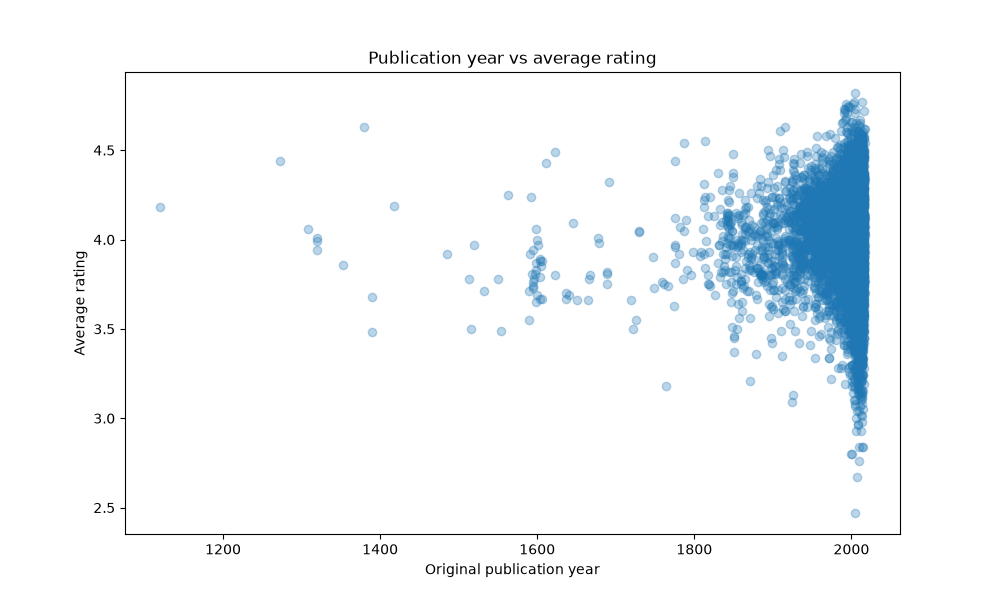 Publication year vs average rating
Average rating
4.5
4.0
3.5
3.0
2.5
1200 1400 1600 1800 2000
Original publication year